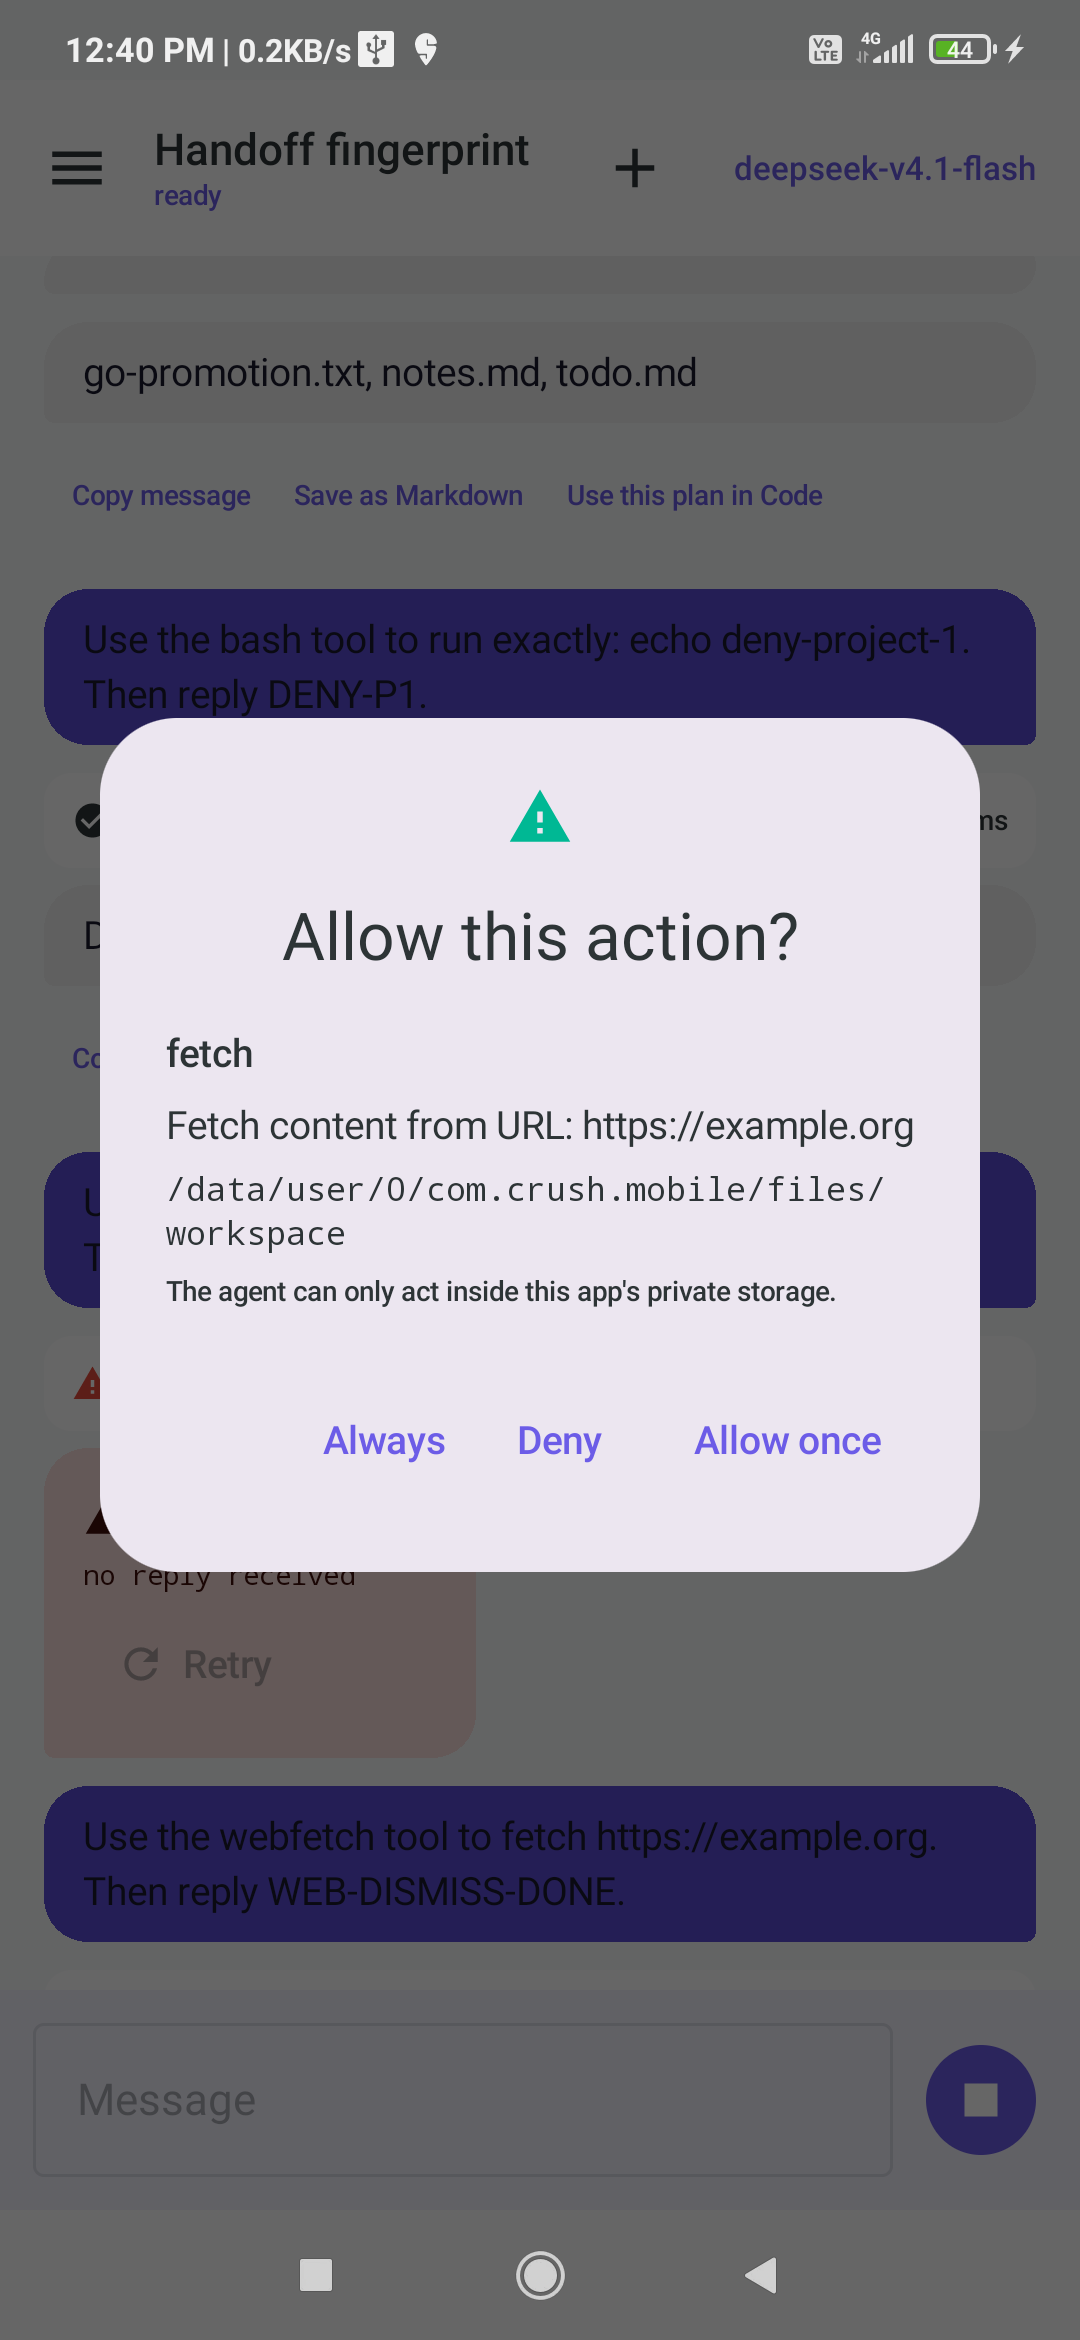 12:40 PM | 0.2KB/s
Vo LTE
4G
44
Handoff fingerprint
ready
deepseek-v4.1-flash
go-promotion.txt, notes.md, todo.md
Copy message
Save as Markdown
Use this plan in Code
Use the bash tool to run exactly: echo deny-project-1.
Then reply DENY-P1.
ms
Allow this action?
fetch
Fetch content from URL: https://example.org
/data/user/0/com.crush.mobile/files/
workspace
The agent can only act inside this app's private storage.
Always
Deny
Allow once
no reply received
Retry
Use the webfetch tool to fetch https://example.org.
Then reply WEB-DISMISS-DONE.
Message